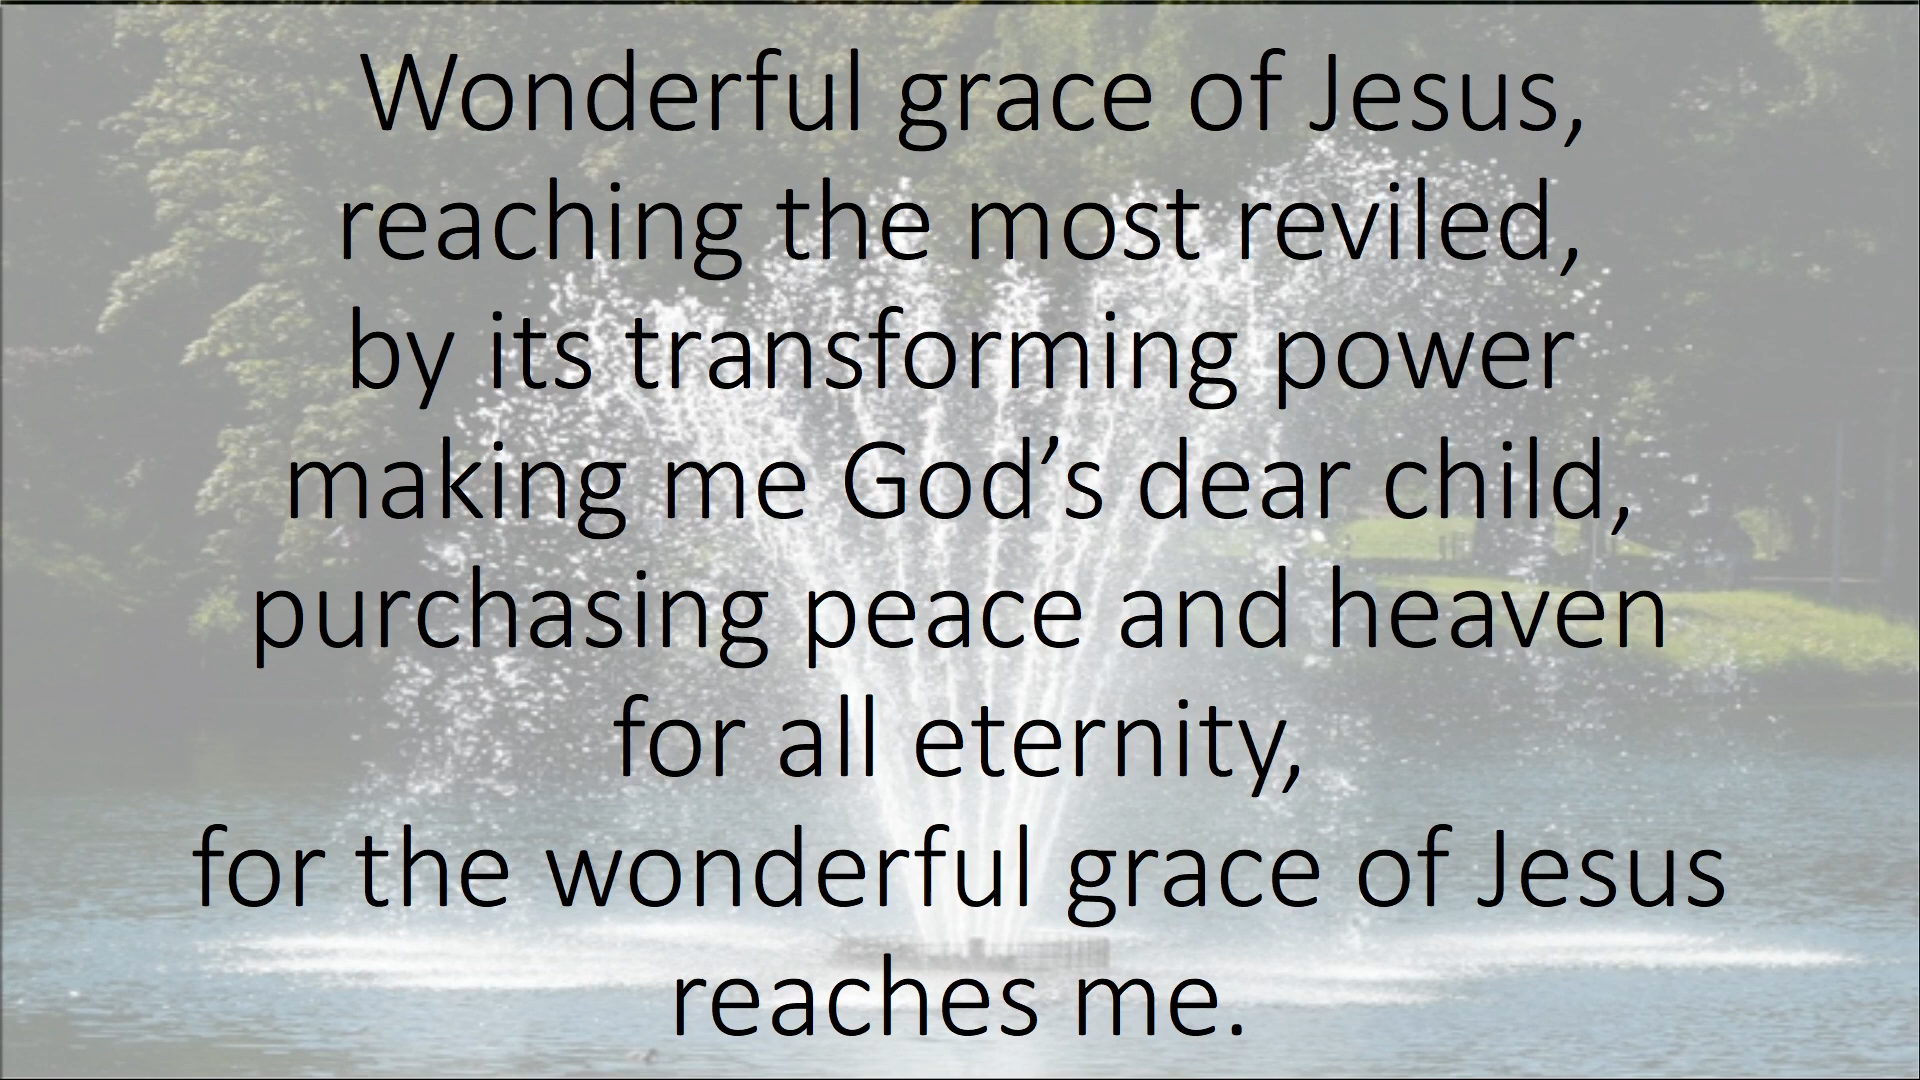 Wonderful grace of Jesus,
reaching the most reviled,
by its transforming power
making me God’s dear child,
purchasing peace and heaven
for all eternity,
for the wonderful grace of Jesus
reaches me.